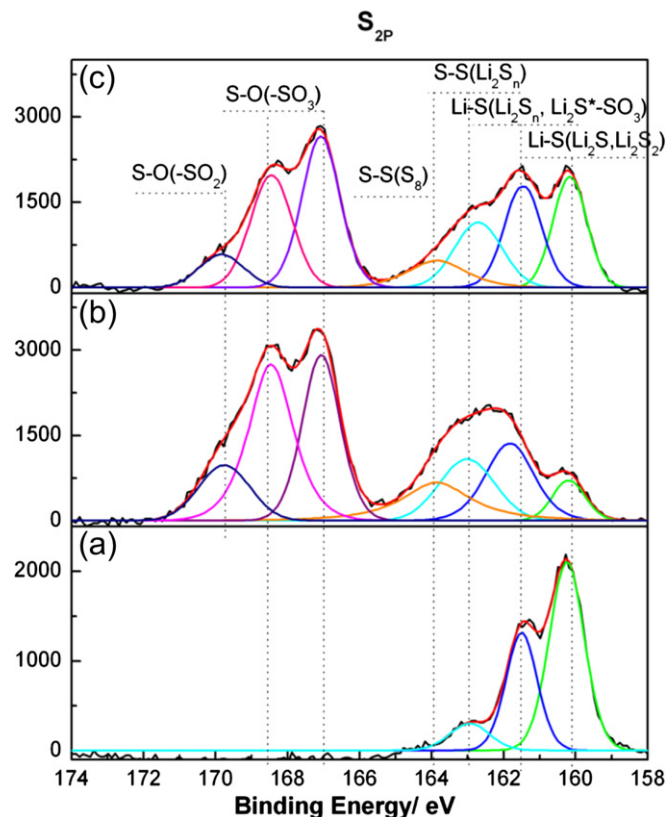 S2P
(c)
S-S(Li2Sn)
S-O(-SO3)
Li-S(Li2Sn, Li2S*-SO3)
Li-S(Li2S,Li2S2)
S-O(-SO2)
S-S(S8)
3000
1500
0
(b)
3000
1500
0
(a)
2000
1000
0
174 172 170 168 166 164 162 160 158
Binding Energy/ eV